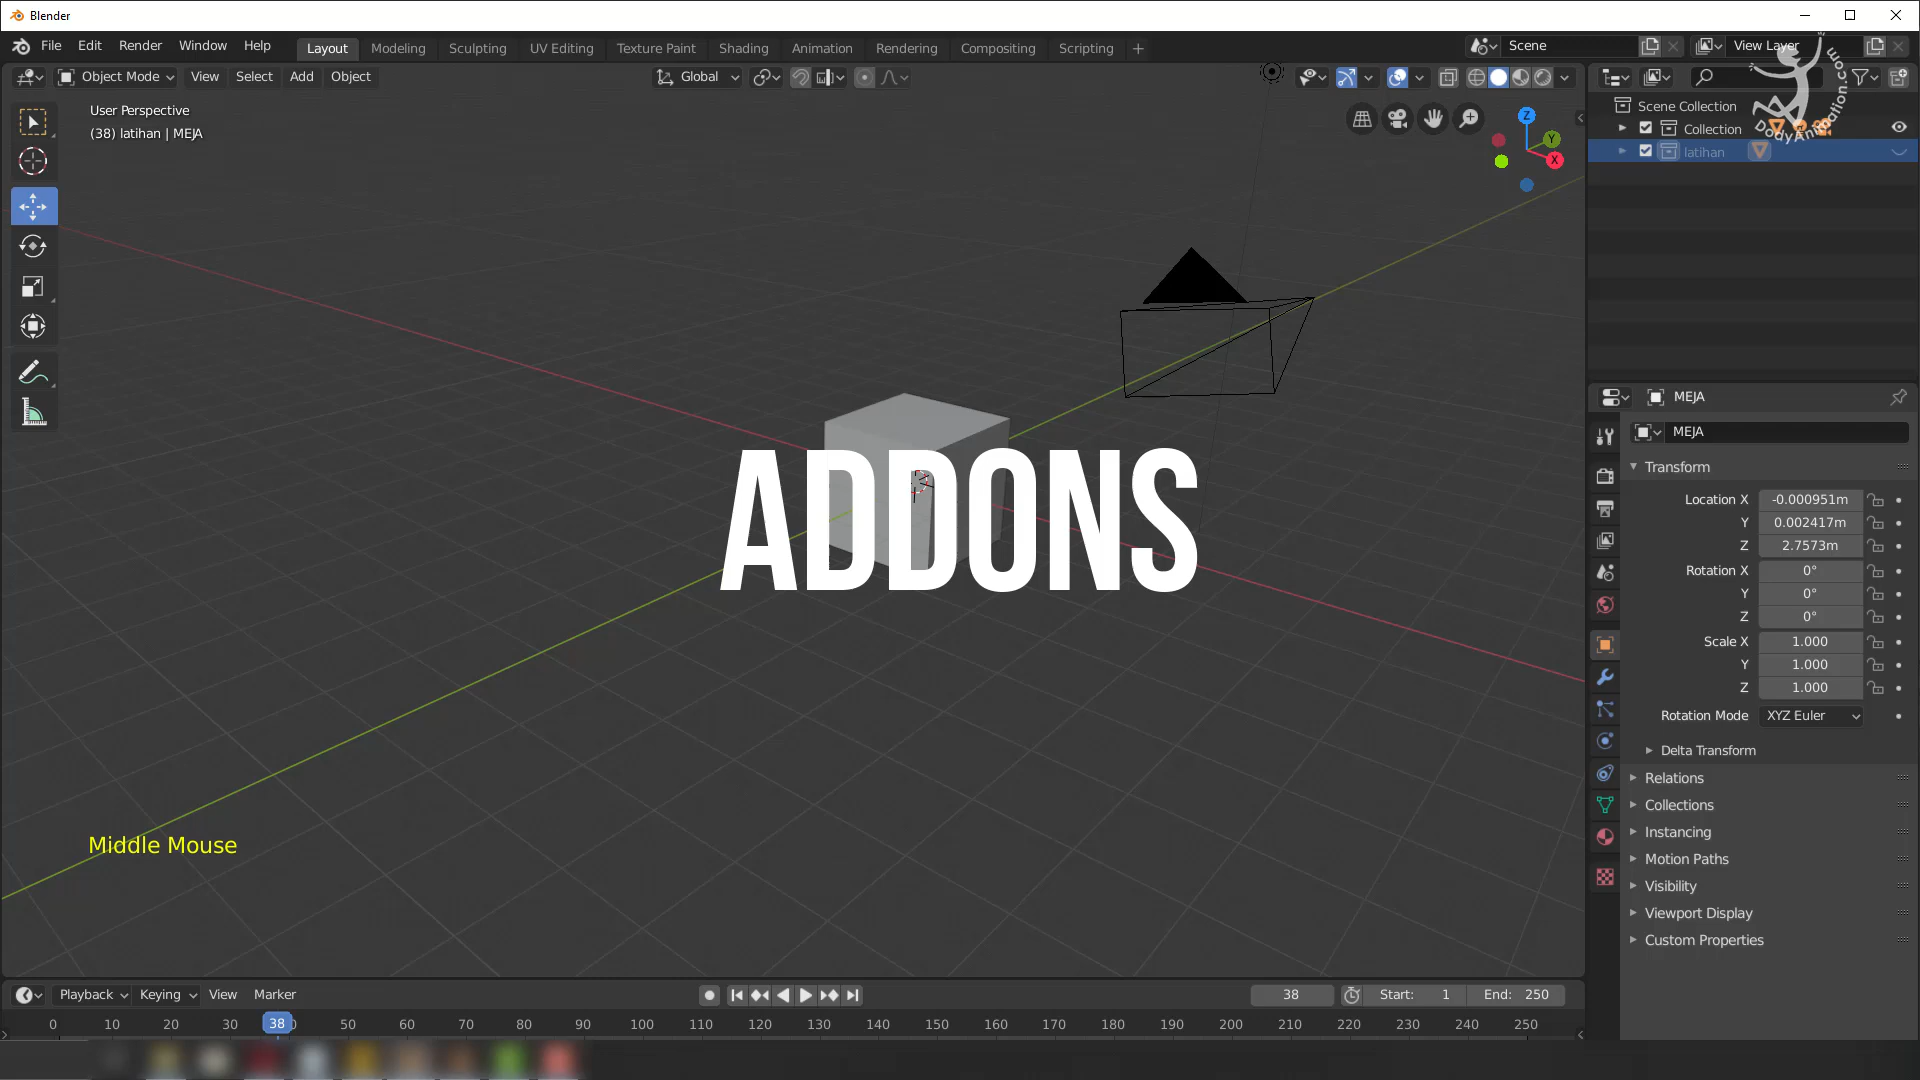 Blender
File Edit Render Window Help Layout Modeling Sculpting UV Editing Texture Paint Shading Animation Rendering Compositing Scripting + Scene View Layer
Object Mode View Select Add Object Global
User Perspective
(38) latihan | MEJA
Z
Y
X
DodyAnimation.com
Scene Collection
Collection
latihan
ADDONS
Middle Mouse
MEJA
MEJA
Transform
Location X -0.000951m
Y 0.002417m
Z 2.7573m
Rotation X 0°
Y 0°
Z 0°
Scale X 1.000
Y 1.000
Z 1.000
Rotation Mode XYZ Euler
Delta Transform
Relations
Collections
Instancing
Motion Paths
Visibility
Viewport Display
Custom Properties
Playback Keying View Marker 38 Start: 1 End: 250
0 10 20 30 38 50 60 70 80 90 100 110 120 130 140 150 160 170 180 190 200 210 220 230 240 250